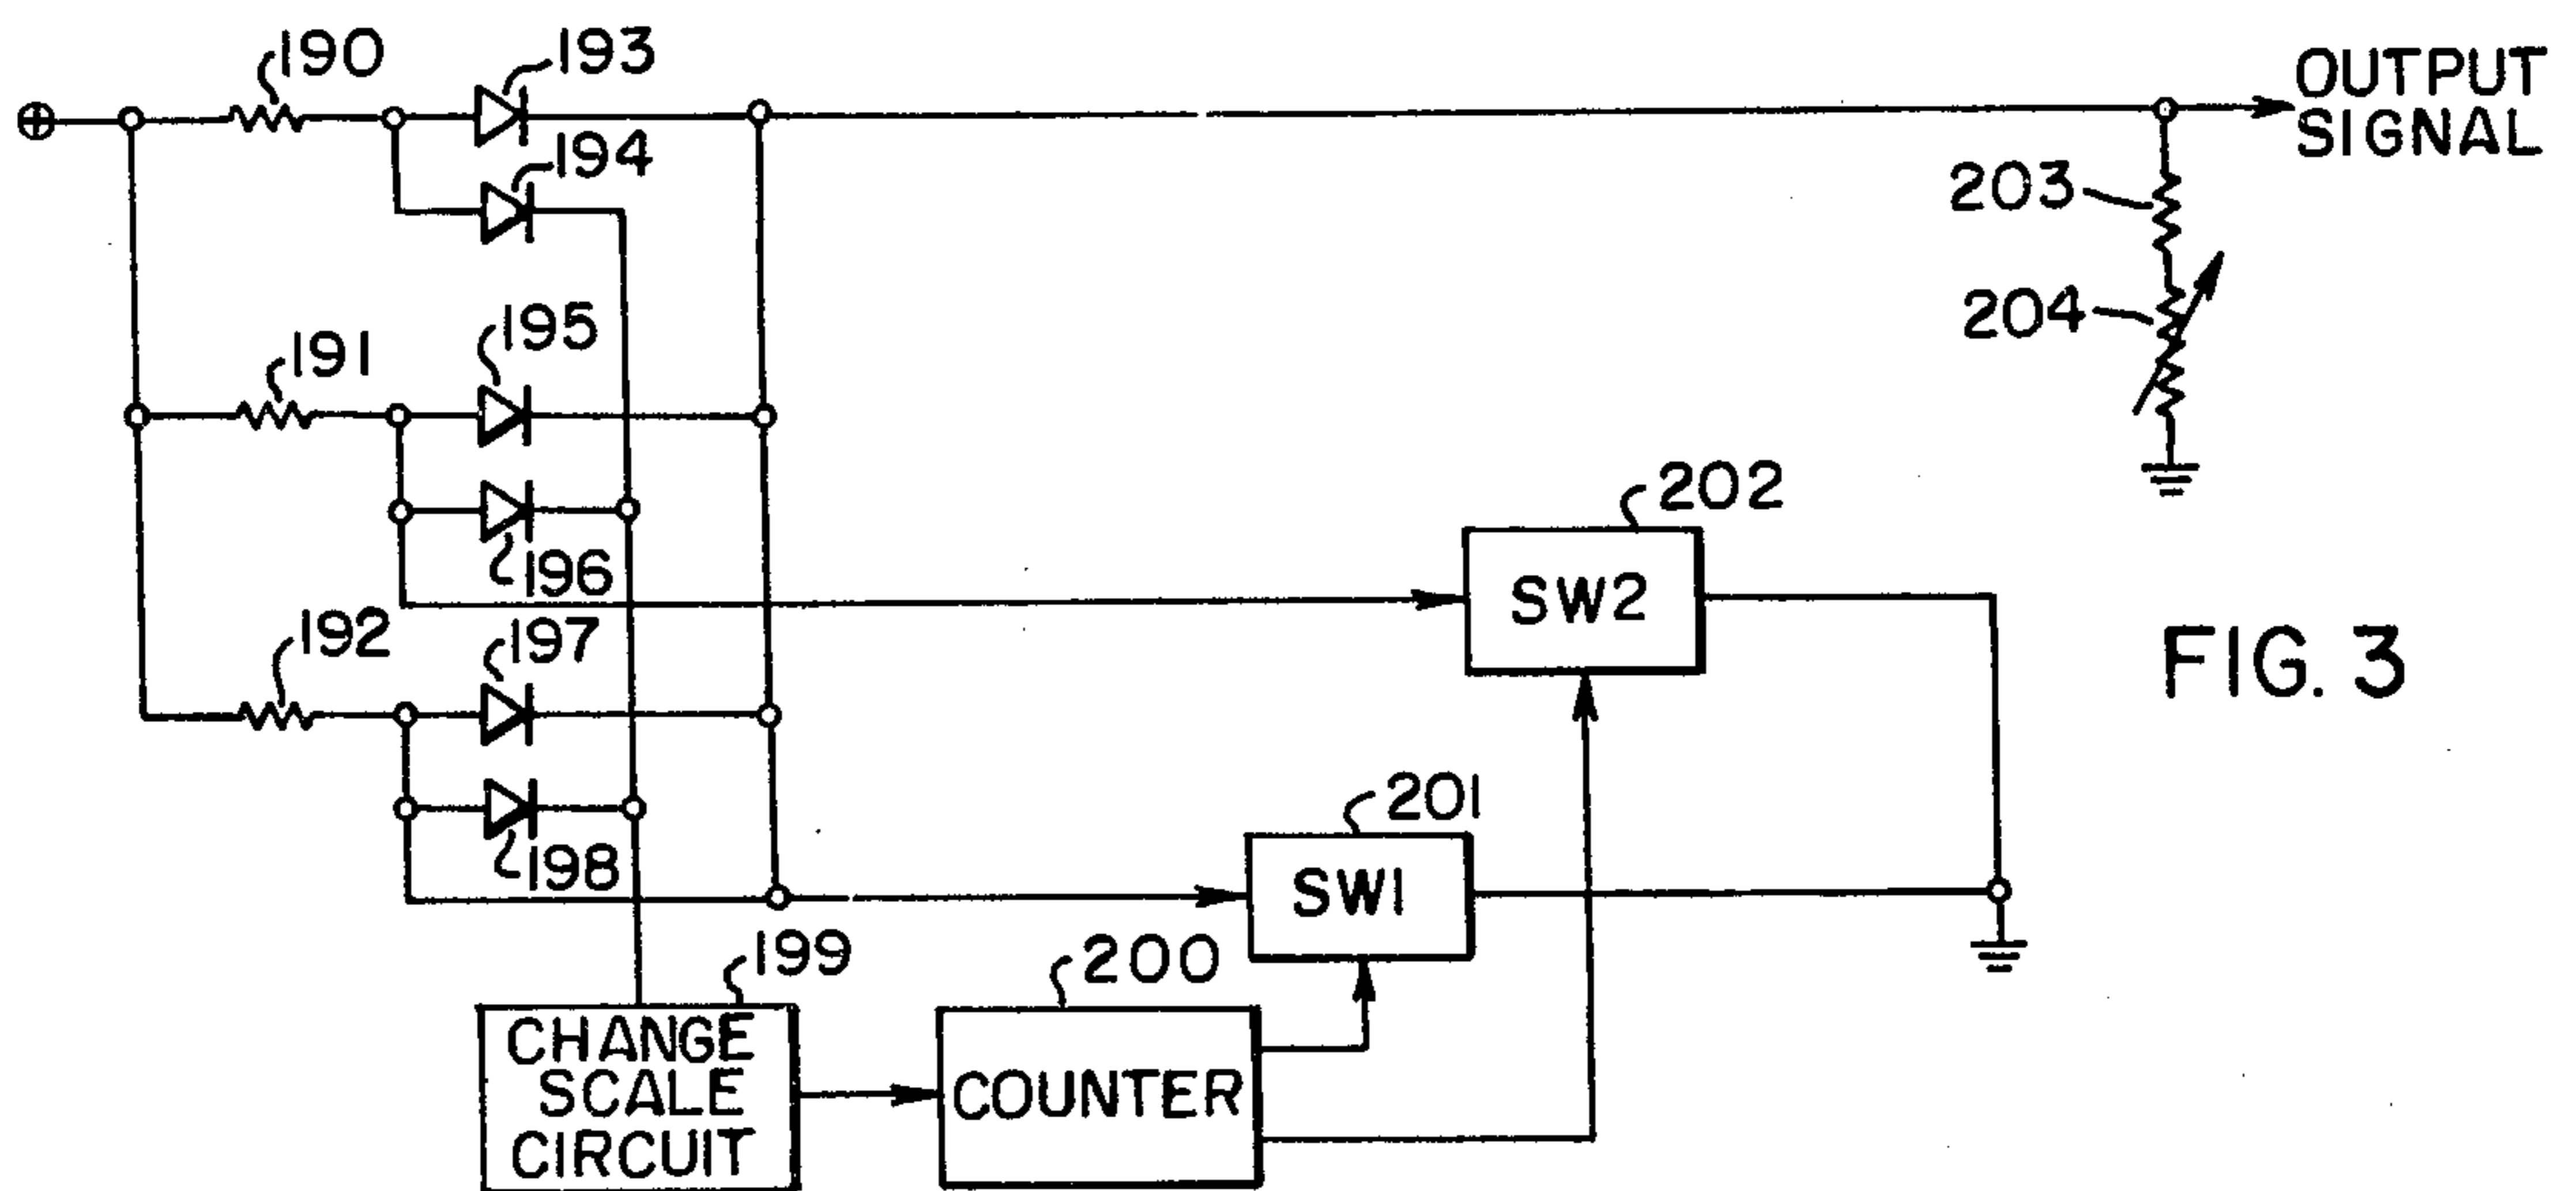 190
193
OUTPUT
SIGNAL
194
203
204
195
191
202
196
SW2
192
197
FIG. 3
201
198
SW1
199
200
CHANGE
SCALE
CIRCUIT
COUNTER